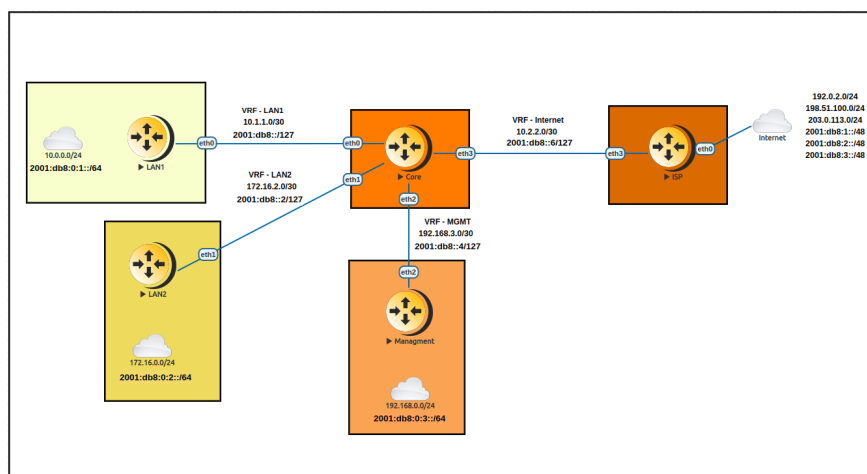 192.0.2.0/24
198.51.100.0/24
203.0.113.0/24
2001:db8:1::/48
2001:db8:2::/48
2001:db8:3::/48
Internet
VRF - LAN1
10.1.1.0/30
2001:db8::/127
VRF - Internet
10.2.2.0/30
2001:db8::6/127
10.0.0.0/24
2001:db8:0:1::/64
LAN1
eth0
eth0
Core
eth3
eth1
eth2
eth3
ISP
eth0
VRF - LAN2
172.16.2.0/30
2001:db8::2/127
VRF - MGMT
192.168.3.0/30
2001:db8::4/127
eth1
LAN2
172.16.0.0/24
2001:db8:0:2::/64
eth2
Managment
192.168.0.0/24
2001:db8:0:3::/64